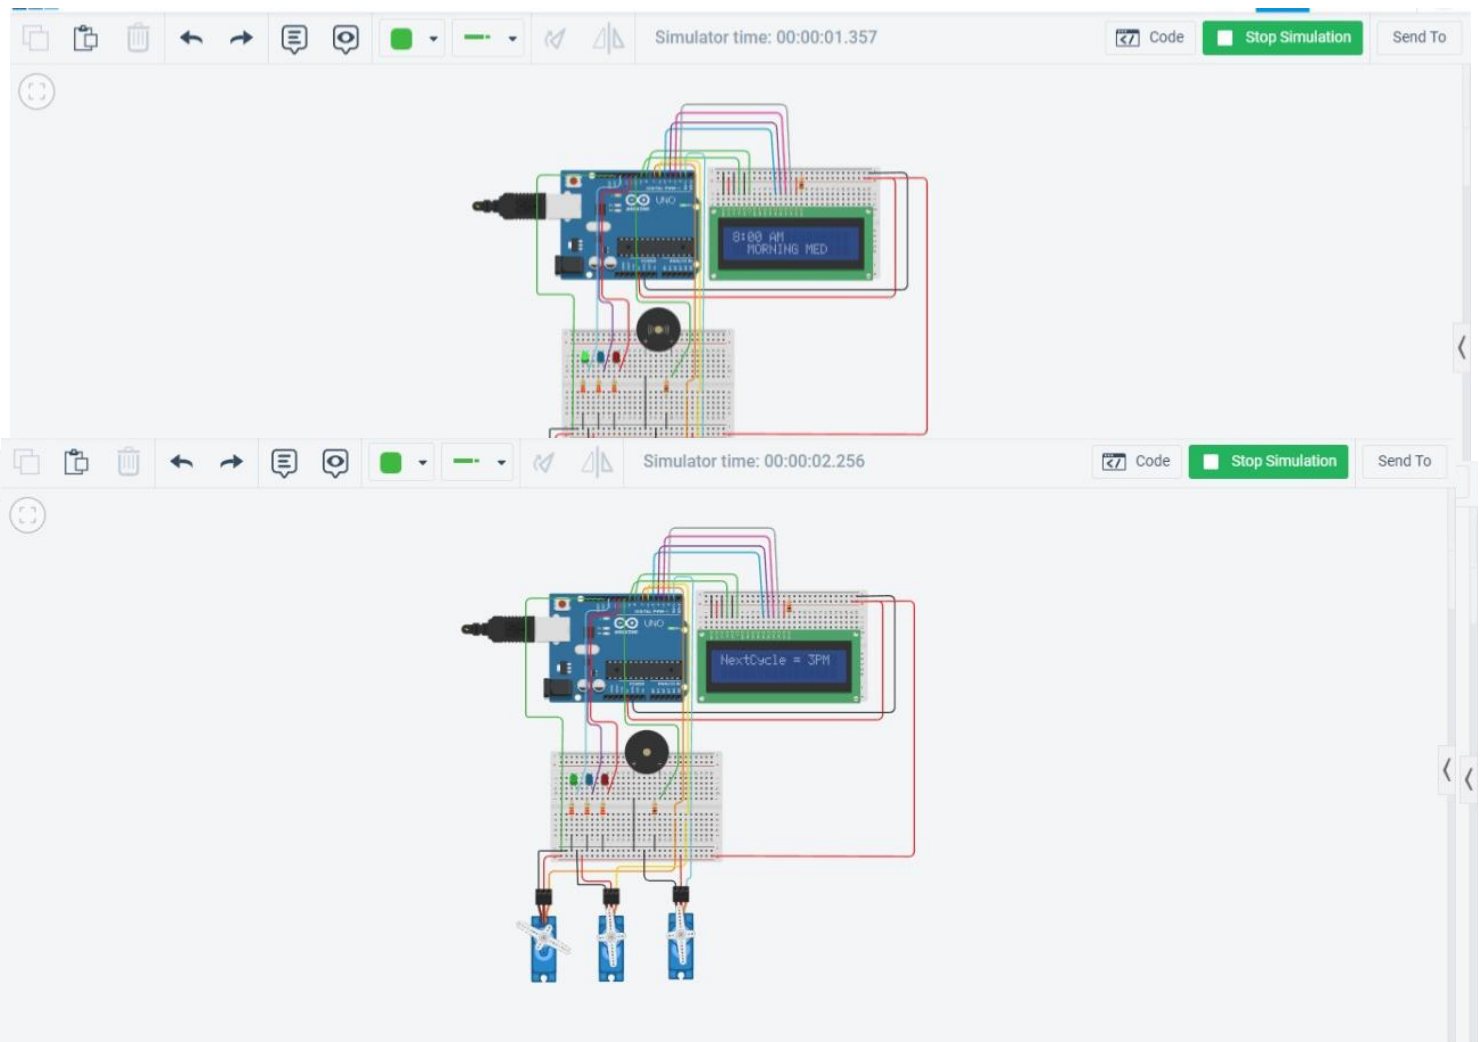 Simulator time: 00:00:01.357
Code
Stop Simulation
Send To
UNO
8:00 AM
MORNING MED
Simulator time: 00:00:02.256
Code
Stop Simulation
Send To
UNO
NextCycle = 3PM